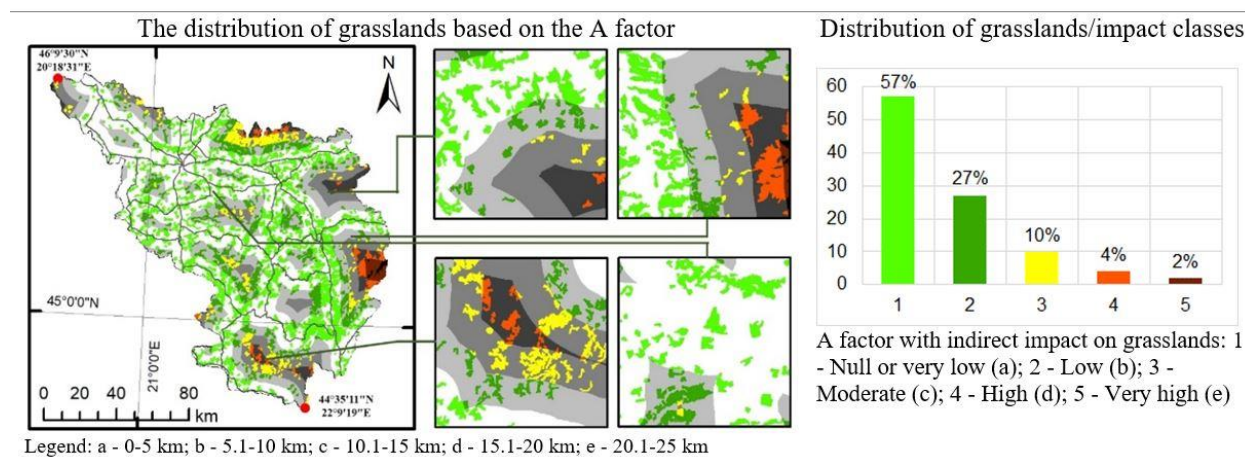 The distribution of grasslands based on the A factor
46°9'30"N
20°18'31"E
N
45°0'0"N
21°0'0"E
44°35'11"N
22°9'19"E
0 20 40 60 80
km
Legend: a - 0-5 km; b - 5.1-10 km; c - 10.1-15 km; d - 15.1-20 km; e - 20.1-25 km
Distribution of grasslands/impact classes
60
50
40
30
20
10
0
57%
27%
10%
4%
2%
1 2 3 4 5
A factor with indirect impact on grasslands: 1
- Null or very low (a); 2 - Low (b); 3 -
Moderate (c); 4 - High (d); 5 - Very high (e)